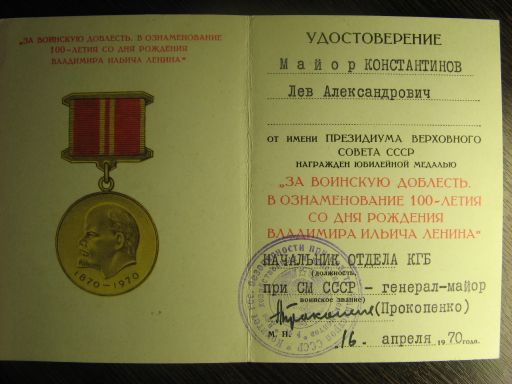 „ЗА ВОИНСКУЮ ДОБЛЕСТЬ. В ОЗНАМЕНОВАНИЕ
100-ЛЕТИЯ СО ДНЯ РОЖДЕНИЯ
ВЛАДИМИРА ИЛЬИЧА ЛЕНИНА“
1870-1970
УДОСТОВЕРЕНИЕ
Майор КОНСТАНТИНОВ
Лев Александрович
ОТ ИМЕНИ ПРЕЗИДИУМА ВЕРХОВНОГО
СОВЕТА СССР
НАГРАЖДЕН ЮБИЛЕЙНОЙ МЕДАЛЬЮ
„ЗА ВОИНСКУЮ ДОБЛЕСТЬ.
В ОЗНАМЕНОВАНИЕ 100-ЛЕТИЯ
СО ДНЯ РОЖДЕНИЯ
ВЛАДИМИРА ИЛЬИЧА ЛЕНИНА“
НАЧАЛЬНИК ОТДЕЛА КГБ
(должность,
при СМ СССР - генерал-майор
воинское звание)
(Прокопенко)
М. П.
„16“ апреля 1970 года.